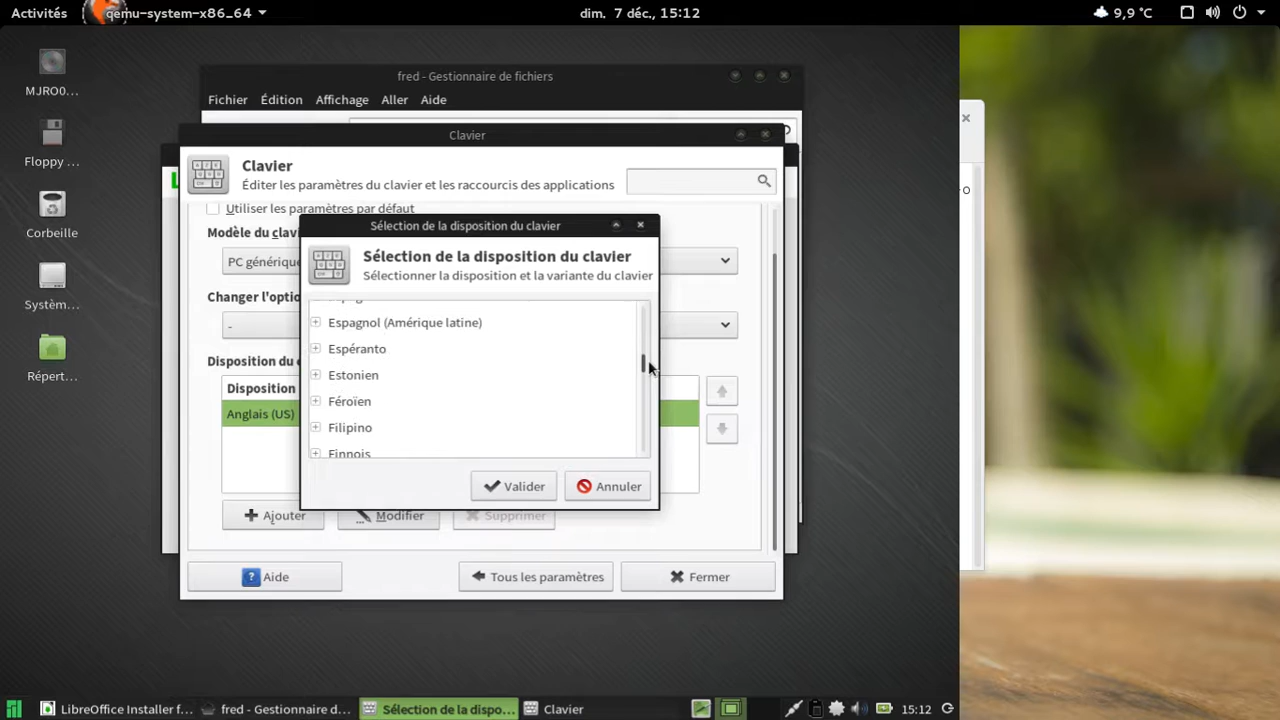 Activités
qemu-system-x86_64
dim. 7 déc., 15:12
9,9 °C
MJRO0...
Floppy ...
Corbeille
Systèm...
Répert...
fred - Gestionnaire de fichiers
Fichier Édition Affichage Aller Aide
Clavier
Clavier
Éditer les paramètres du clavier et les raccourcis des applications
Utiliser les paramètres par défaut
Modèle du clavi
PC générique
Changer l'optio
-
Disposition du c
Disposition
Anglais (US)
Sélection de la disposition du clavier
Sélection de la disposition du clavier
Sélectionner la disposition et la variante du clavier
Espagnol (Amérique latine)
Espéranto
Estonien
Féroïen
Filipino
Finnois
Valider
Annuler
Ajouter
Modifier
Supprimer
Aide
Tous les paramètres
Fermer
LibreOffice Installer f...
fred - Gestionnaire d...
Sélection de la dispo...
Clavier
15:12